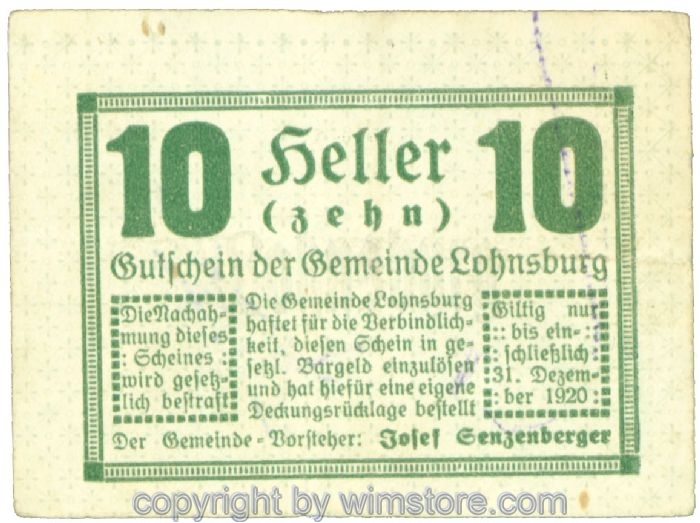 10 Heller 10
(zehn)
Gutschein der Gemeinde Lohnsburg
Die Nachah-
mung dieses
: Scheines :
wird gesetz-
lich bestraft
Die Gemeinde Lohnsburg
haftet für die Verbindlich-
keit, diesen Schein in ge-
setzl. Bargeld einzulösen
und hat hiefür eine eigene
Deckungsrücklage bestellt
Giltig nur
:: bis ein- ::
schließlich
31. Dezem-
:: ber 1920 ::
Der Gemeinde-Vorsteher: Josef Senzenberger
copyright by wimstore.com